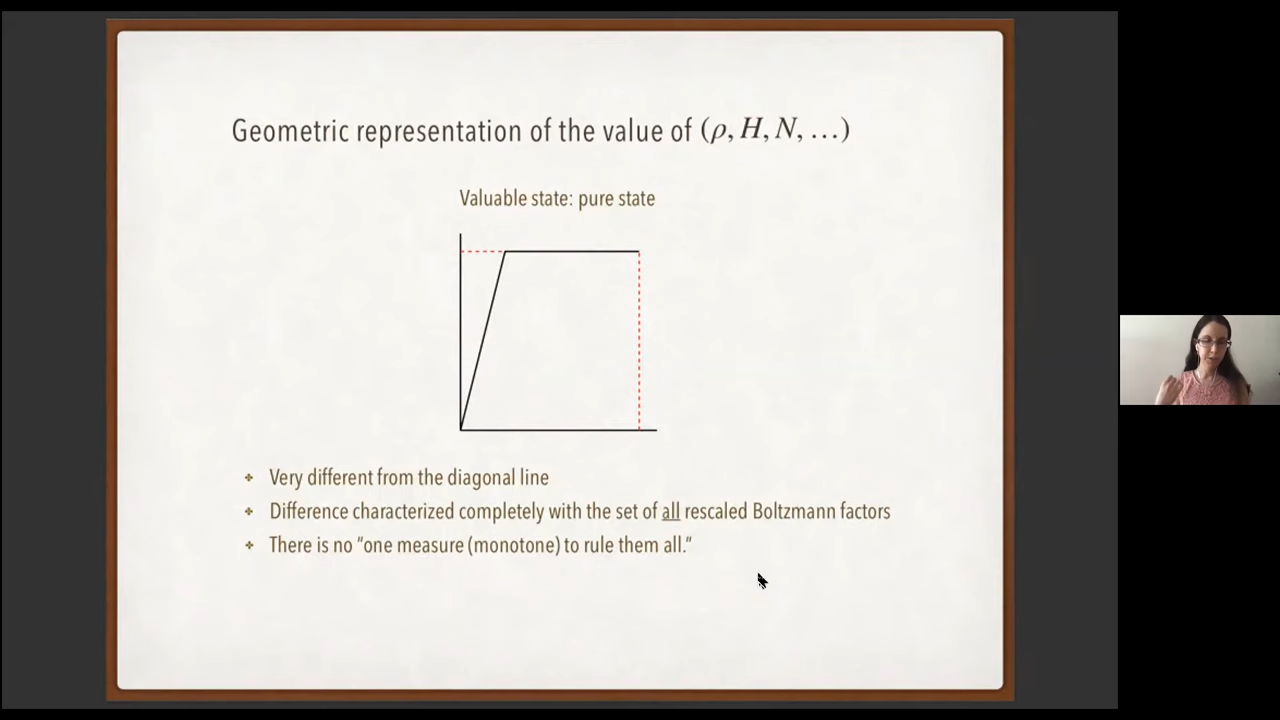 Geometric representation of the value of (ρ, H, N, …)
Valuable state: pure state
Very different from the diagonal line
Difference characterized completely with the set of all rescaled Boltzmann factors
There is no “one measure (monotone) to rule them all.“